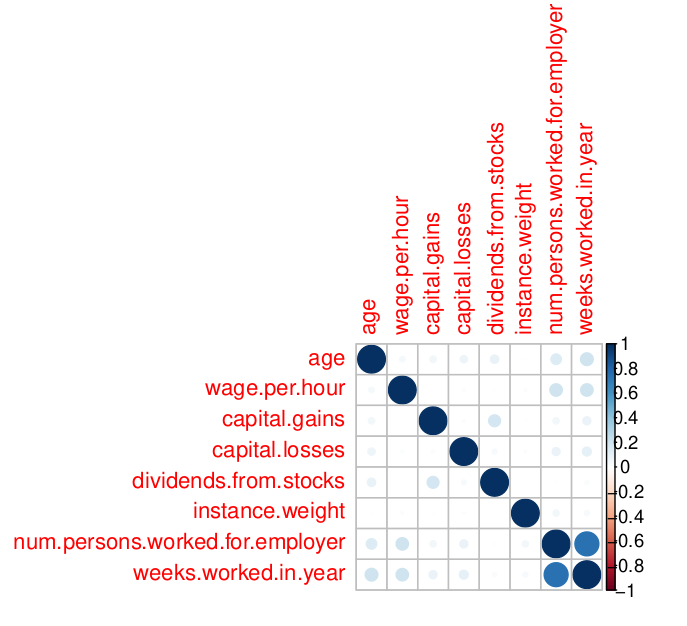 age
wage.per.hour
capital.gains
capital.losses
dividends.from.stocks
instance.weight
num.persons.worked.for.employer
weeks.worked.in.year
age
wage.per.hour
capital.gains
capital.losses
dividends.from.stocks
instance.weight
num.persons.worked.for.employer
weeks.worked.in.year
1
0.8
0.6
0.4
0.2
0
−0.2
−0.4
−0.6
−0.8
−1